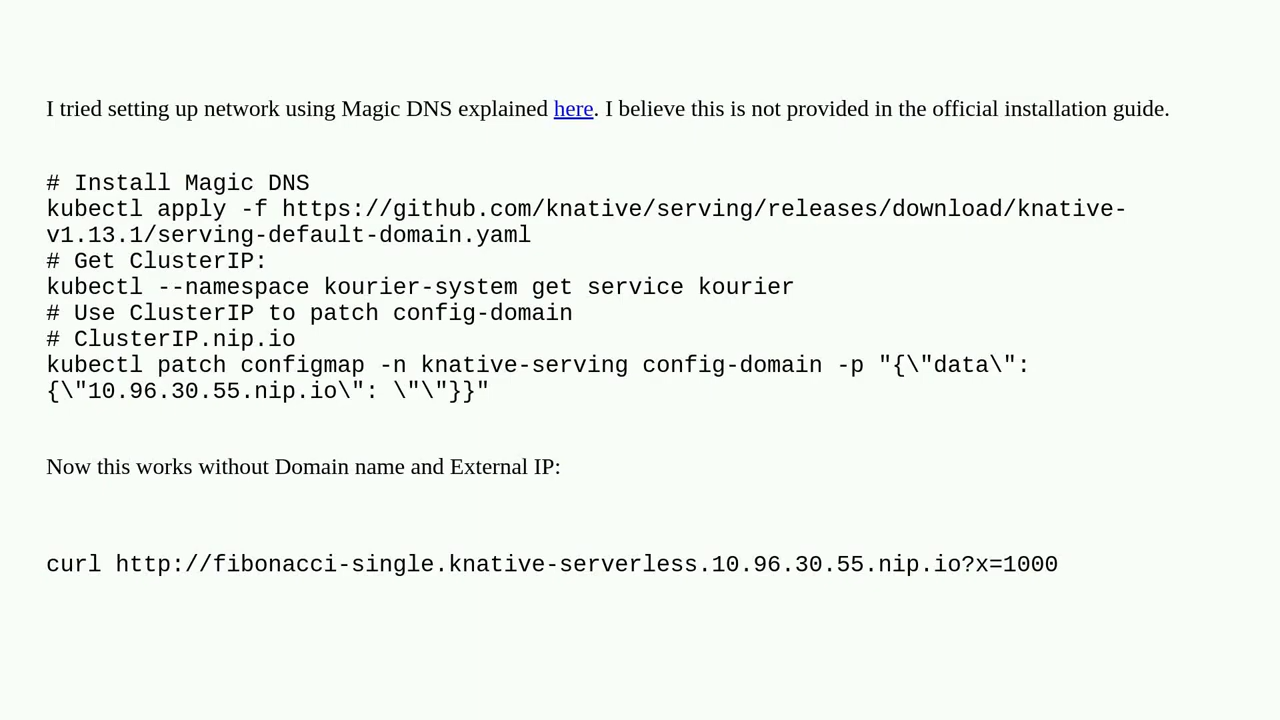 I tried setting up network using Magic DNS explained here. I believe this is not provided in the official installation guide.
# Install Magic DNS
kubectl apply -f https://github.com/knative/serving/releases/download/knative-
v1.13.1/serving-default-domain.yaml
# Get ClusterIP:
kubectl --namespace kourier-system get service kourier
# Use ClusterIP to patch config-domain
# ClusterIP.nip.io
kubectl patch configmap -n knative-serving config-domain -p "{\"data\":
{\"10.96.30.55.nip.io\": \"\"}}"
Now this works without Domain name and External IP:
curl http://fibonacci-single.knative-serverless.10.96.30.55.nip.io?x=1000